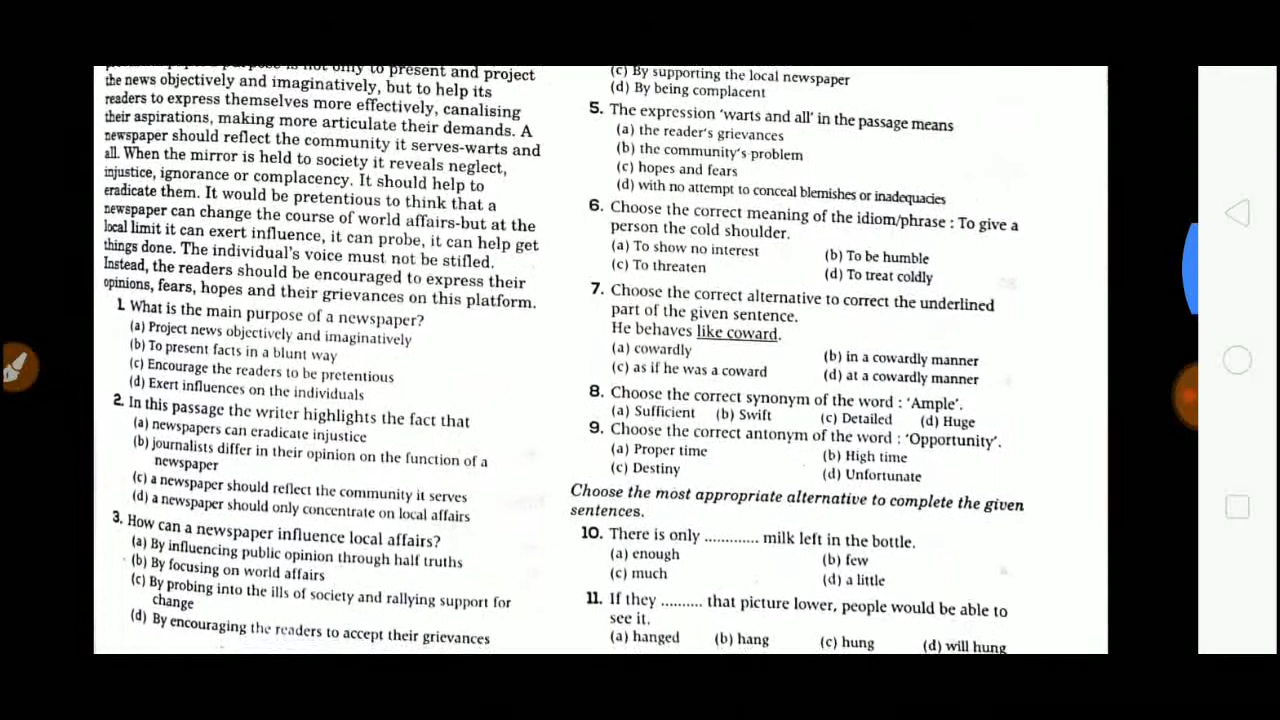 the news objectively and imaginatively, but to help its
readers to express themselves more effectively, canalising
their aspirations, making more articulate their demands. A
newspaper should reflect the community it serves-warts and
all. When the mirror is held to society it reveals neglect,
injustice, ignorance or complacency. It should help to
eradicate them. It would be pretentious to think that a
newspaper can change the course of world affairs-but at the
local limit it can exert influence, it can probe, it can help get
things done. The individual's voice must not be stifled.
Instead, the readers should be encouraged to express their
opinions, fears, hopes and their grievances on this platform.
1. What is the main purpose of a newspaper?
(a) Project news objectively and imaginatively
(b) To present facts in a blunt way
(c) Encourage the readers to be pretentious
(d) Exert influences on the individuals
2. In this passage the writer highlights the fact that
(a) newspapers can eradicate injustice
(b) journalists differ in their opinion on the function of a
newspaper
(c) a newspaper should reflect the community it serves
(d) a newspaper should only concentrate on local affairs
3. How can a newspaper influence local affairs?
(a) By influencing public opinion through half truths
(b) By focusing on world affairs
(c) By probing into the ills of society and rallying support for
change
(d) By encouraging the readers to accept their grievances
(c) By supporting the local newspaper
(d) By being complacent
5. The expression 'warts and all' in the passage means
(a) the reader's grievances
(b) the community's problem
(c) hopes and fears
(d) with no attempt to conceal blemishes or inadequacies
6. Choose the correct meaning of the idiom/phrase : To give a
person the cold shoulder.
(a) To show no interest (b) To be humble
(c) To threaten (d) To treat coldly
7. Choose the correct alternative to correct the underlined
part of the given sentence.
He behaves like coward.
(a) cowardly (b) in a cowardly manner
(c) as if he was a coward (d) at a cowardly manner
8. Choose the correct synonym of the word : 'Ample'.
(a) Sufficient (b) Swift (c) Detailed (d) Huge
9. Choose the correct antonym of the word : 'Opportunity'.
(a) Proper time (b) High time
(c) Destiny (d) Unfortunate
Choose the most appropriate alternative to complete the given
sentences.
10. There is only ............. milk left in the bottle.
(a) enough (b) few
(c) much (d) a little
11. If they .......... that picture lower, people would be able to
see it.
(a) hanged (b) hang (c) hung (d) will hung